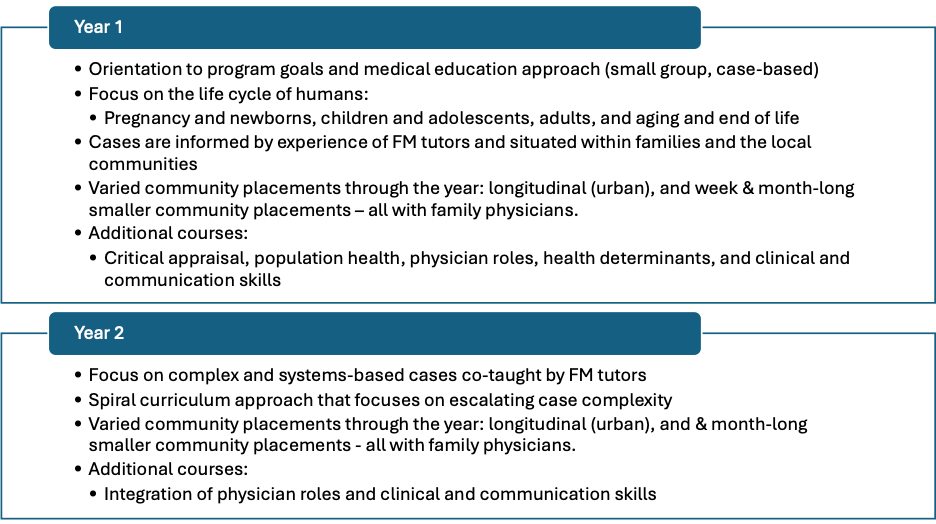 Year 1
• Orientation to program goals and medical education approach (small group, case-based)
• Focus on the life cycle of humans:
• Pregnancy and newborns, children and adolescents, adults, and aging and end of life
• Cases are informed by experience of FM tutors and situated within families and the local
communities
• Varied community placements through the year: longitudinal (urban), and week & month-long
smaller community placements – all with family physicians.
• Additional courses:
• Critical appraisal, population health, physician roles, health determinants, and clinical and
communication skills
Year 2
• Focus on complex and systems-based cases co-taught by FM tutors
• Spiral curriculum approach that focuses on escalating case complexity
• Varied community placements through the year: longitudinal (urban), and & month-long
smaller community placements - all with family physicians.
• Additional courses:
• Integration of physician roles and clinical and communication skills